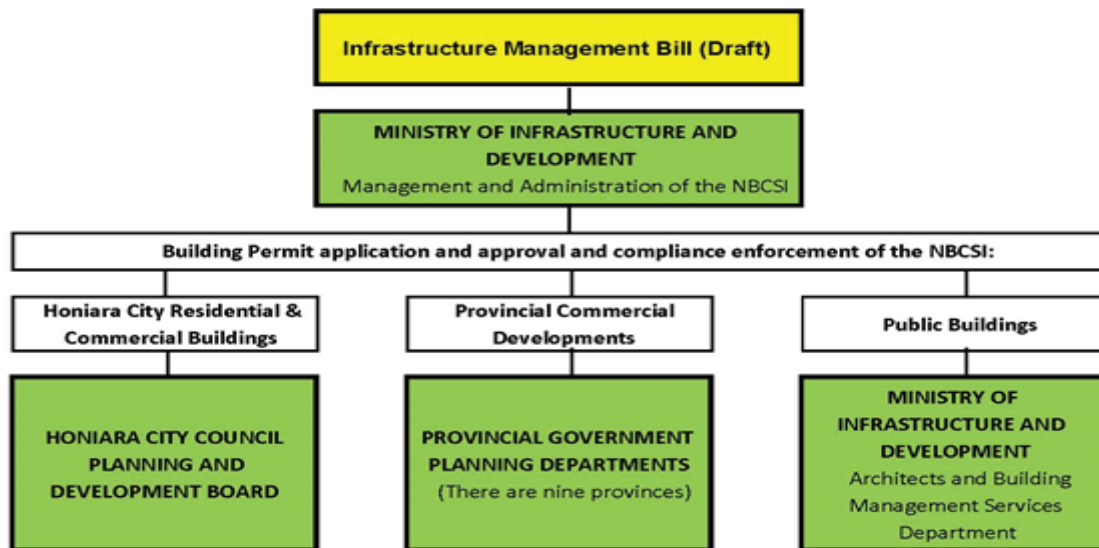 Infrastructure Management Bill (Draft)
MINISTRY OF INFRASTRUCTURE AND
DEVELOPMENT
Management and Administration of the NBCSI
Building Permit application and approval and compliance enforcement of the NBCSI:
Honiara City Residential &
Commercial Buildings
Provincial Commercial
Developments
Public Buildings
HONIARA CITY COUNCIL
PLANNING AND
DEVELOPMENT BOARD
PROVINCIAL GOVERNMENT
PLANNING DEPARTMENTS
(There are nine provinces)
MINISTRY OF
INFRASTRUCTURE AND
DEVELOPMENT
Architects and Building
Management Services
Department